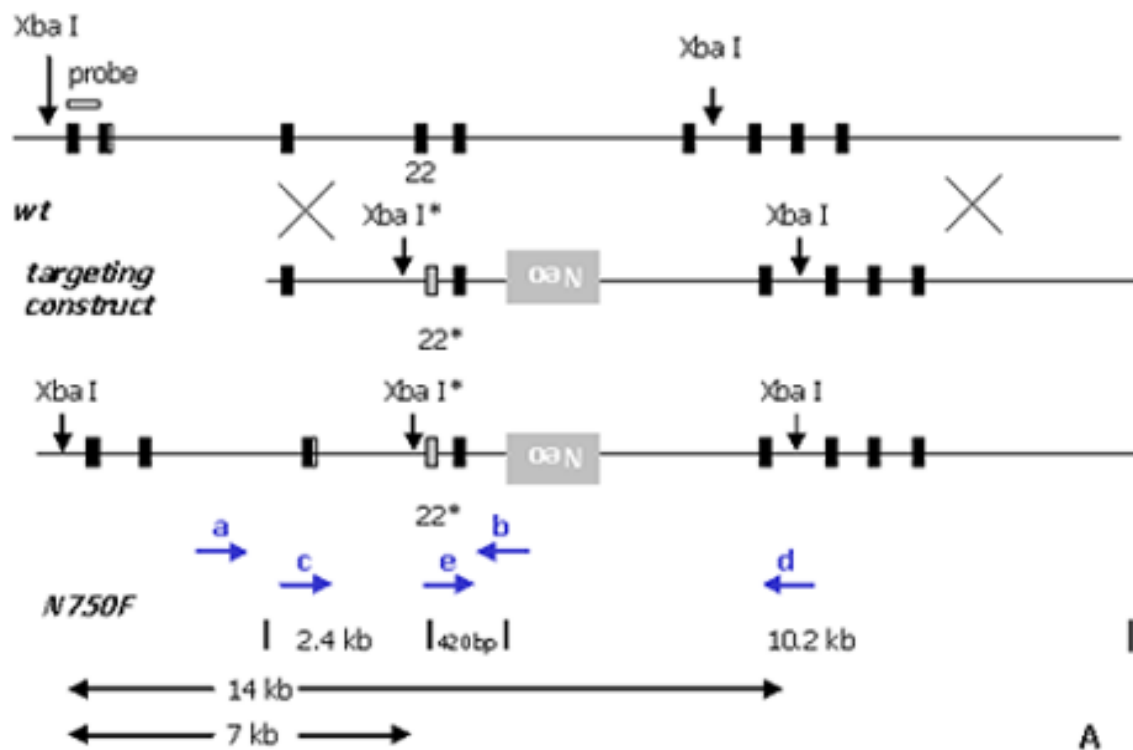 Xba I
probe
Xba I
22
wt
Xba I*
Xba I
targeting
construct
Neo
22*
Xba I
Xba I*
Xba I
Neo
22*
a
b
c
e
d
N750F
2.4 kb
420bp
10.2 kb
14 kb
7 kb
A